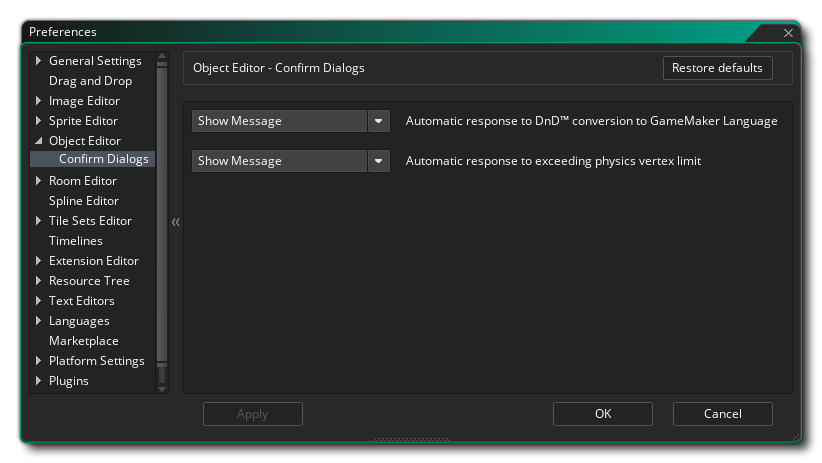 Preferences
General Settings
Drag and Drop
Image Editor
Sprite Editor
Object Editor
Confirm Dialogs
Room Editor
Spline Editor
Tile Sets Editor
Timelines
Extension Editor
Resource Tree
Text Editors
Languages
Marketplace
Platform Settings
Plugins
Object Editor - Confirm Dialogs
Restore defaults
Show Message
Automatic response to DnD™ conversion to GameMaker Language
Show Message
Automatic response to exceeding physics vertex limit
Apply
OK
Cancel